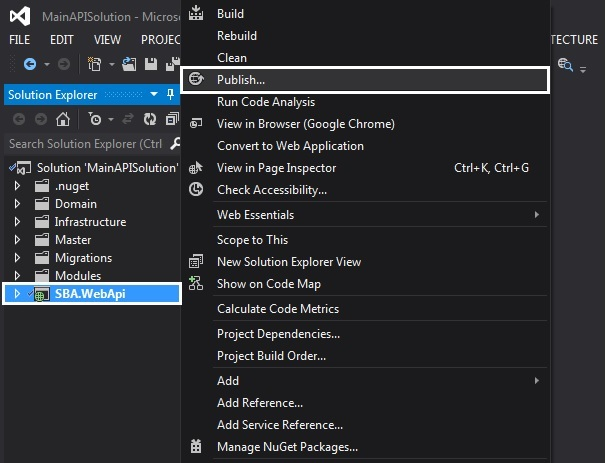 MainAPISolution - Microsof
FILE EDIT VIEW PROJEC
TECTURE
Solution Explorer
Search Solution Explorer (Ctrl
Solution 'MainAPISolution'
.nuget
Domain
Infrastructure
Master
Migrations
Modules
SBA.WebApi
Build
Rebuild
Clean
Publish...
Run Code Analysis
View in Browser (Google Chrome)
Convert to Web Application
View in Page Inspector Ctrl+K, Ctrl+G
Check Accessibility...
Web Essentials
Scope to This
New Solution Explorer View
Show on Code Map
Calculate Code Metrics
Project Dependencies...
Project Build Order...
Add
Add Reference...
Add Service Reference...
Manage NuGet Packages...